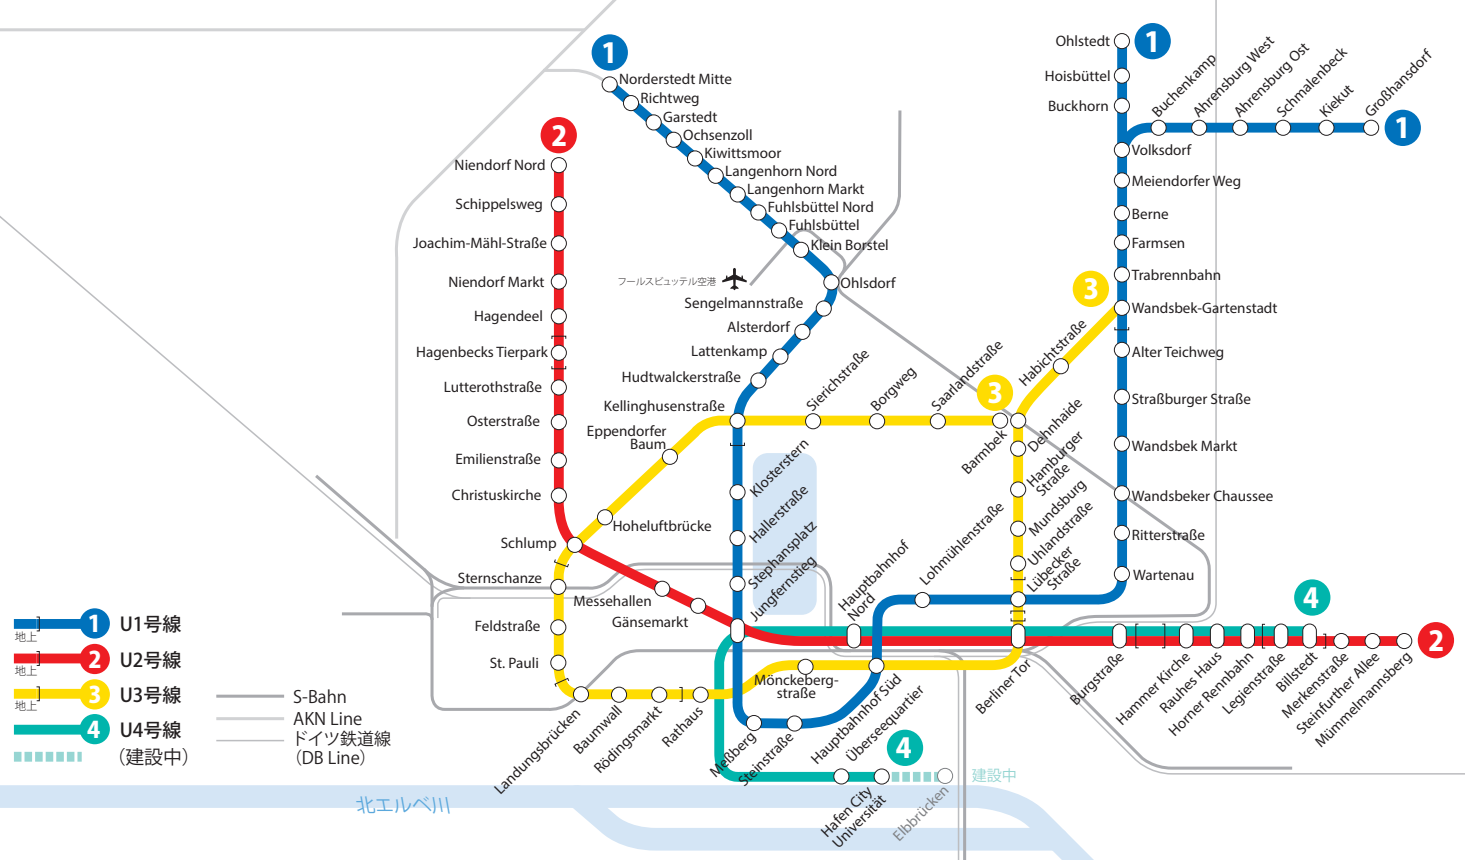 1
Norderstedt Mitte
Richtweg
Garstedt
Ochsenzoll
Kiwittsmoor
Langenhorn Nord
Langenhorn Markt
Fuhlsbüttel Nord
Fuhlsbüttel
Klein Borstel
Ohlsdorf
フールスビュッテル空港
Sengelmannstraße
Alsterdorf
Lattenkamp
Hudtwalckerstraße
Kellinghusenstraße
Klosterstern
Hallerstraße
Stephansplatz
Jungfernstieg
Meßberg
Steinstraße
Hauptbahnhof Süd
Hauptbahnhof
Nord
Lohmühlenstraße
Lübecker
Straße
Wartenau
Ritterstraße
Wandsbeker Chaussee
Wandsbek Markt
Straßburger Straße
Alter Teichweg
Wandsbek-Gartenstadt
Trabrennbahn
Farmsen
Berne
Meiendorfer Weg
Volksdorf
Buckhorn
Hoisbüttel
Ohlstedt
1
Buchenkamp
Ahrensburg West
Ahrensburg Ost
Schmalenbeck
Kiekut
Großhansdorf
1
2
Niendorf Nord
Schippelsweg
Joachim-Mähl-Straße
Niendorf Markt
Hagendeel
Hagenbecks Tierpark
Lutterothstraße
Osterstraße
Emilienstraße
Christuskirche
Schlump
Messehallen
Gänsemarkt
Berliner Tor
Burgstraße
Hammer Kirche
Rauhes Haus
Horner Rennbahn
Legienstraße
Billstedt
Merkenstraße
Steinfurther Allee
Mümmelmannsberg
2
4
3
Habichtstraße
3
Barmbek
Saarlandstraße
Borgweg
Sierichstraße
Eppendorfer
Baum
Hoheluftbrücke
Sternschanze
Feldstraße
St. Pauli
Landungsbrücken
Baumwall
Rödingsmarkt
Rathaus
Mönckeberg-
straße
Dehnhaide
Hamburger
Straße
Mundsburg
Uhlandstraße
Überseequartier
4
Hafen City
Universität
Elbbrücken
建設中
北エルベ川
地上
1 U1号線
地上
2 U2号線
地上
3 U3号線
4 U4号線
（建設中）
S-Bahn
AKN Line
ドイツ鉄道線
（DB Line）